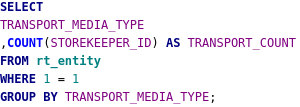 SELECT
TRANSPORT_MEDIA_TYPE
,COUNT(STOREKEEPER_ID) AS TRANSPORT_COUNT
FROM rt_entity
WHERE 1 = 1
GROUP BY TRANSPORT_MEDIA_TYPE;